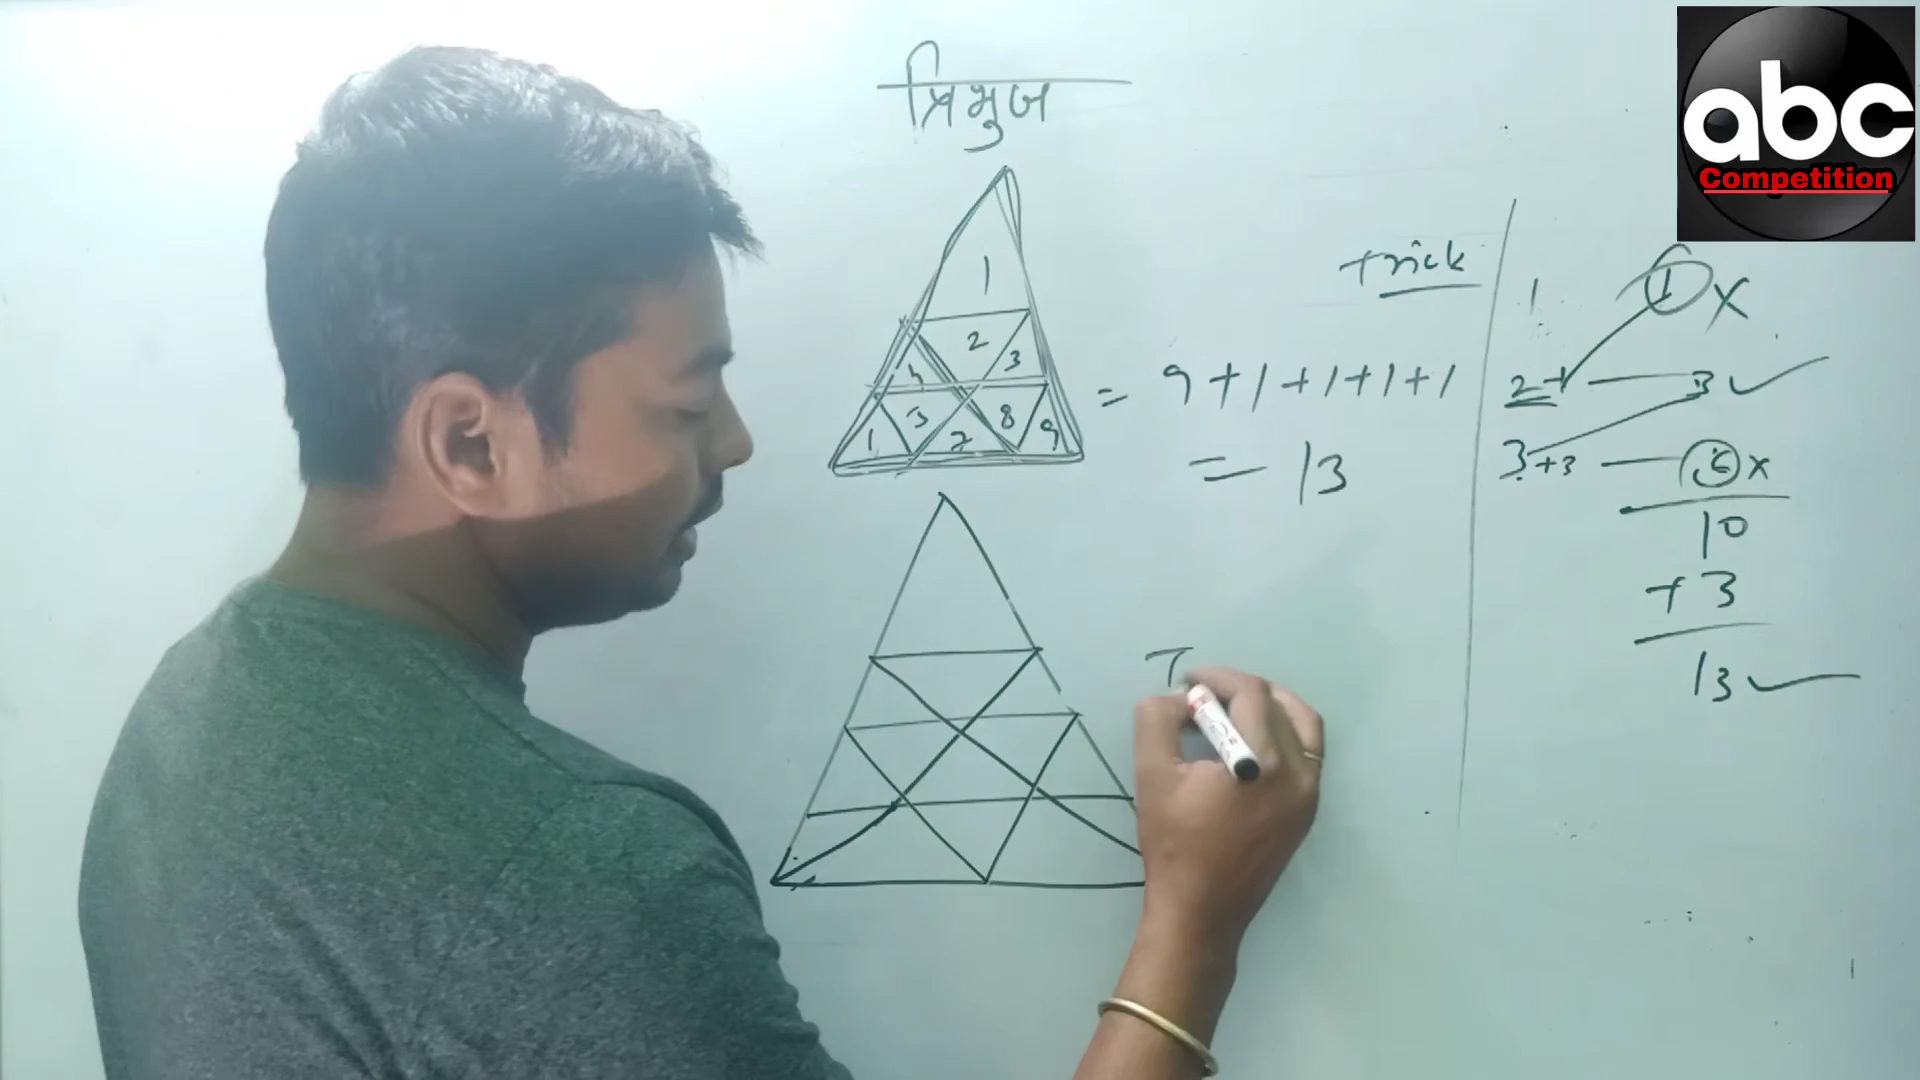 त्रिभुज
1
2
3
4
1 5 7 8 9
= 9+1+1+1+1
= 13
trick
1 1 x
2+1 — 3 ✓
3+3 — 6 x
10
+3
13 ✓
T
abc
Competition